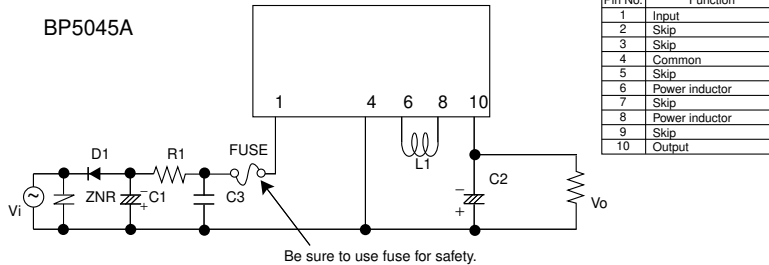 BP5045A
1 4 6 8 10
L1
D1 R1 FUSE
Vi ZNR − C1 + C3
− C2 +
Vo
Be sure to use fuse for safety.
Pin No. Function
1 Input
2 Skip
3 Skip
4 Common
5 Skip
6 Power inductor
7 Skip
8 Power inductor
9 Skip
10 Output